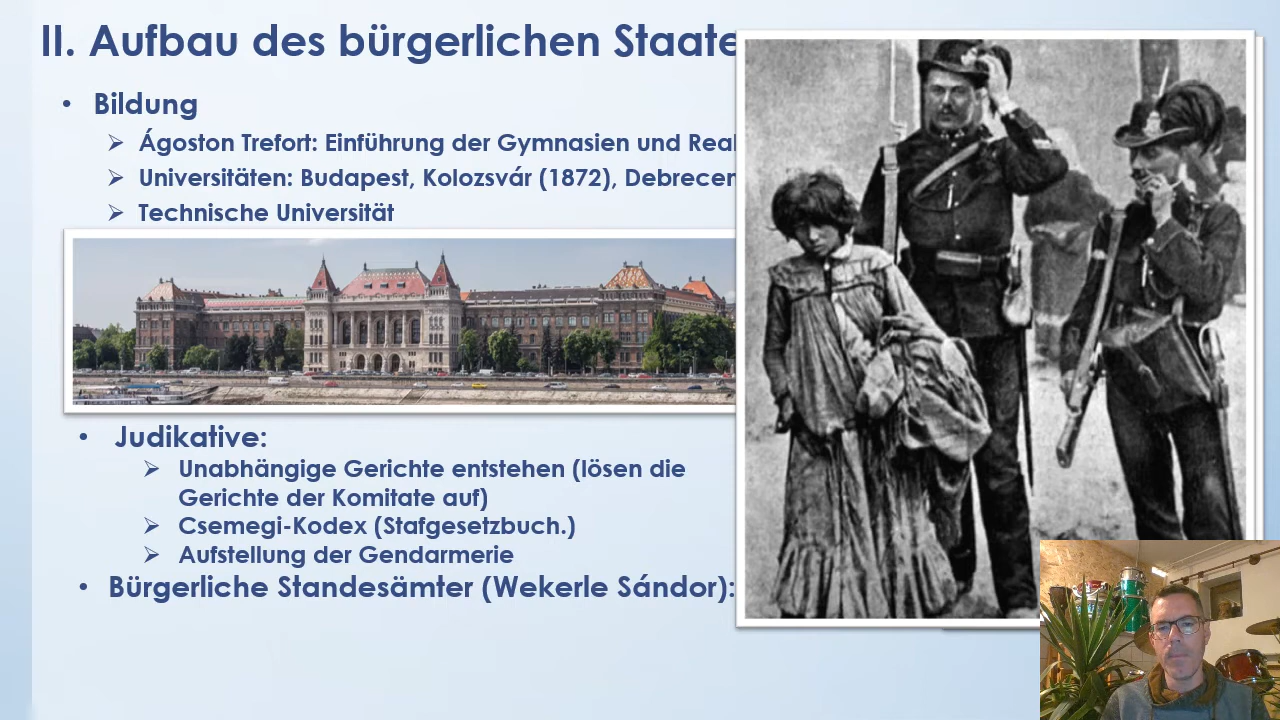 II. Aufbau des bürgerlichen Staate
• Bildung
➢ Ágoston Trefort: Einführung der Gymnasien und Real
➢ Universitäten: Budapest, Kolozsvár (1872), Debrecen
➢ Technische Universität
• Judikative:
➢ Unabhängige Gerichte entstehen (lösen die
Gerichte der Komitate auf)
➢ Csemegi-Kodex (Stafgesetzbuch.)
➢ Aufstellung der Gendarmerie
• Bürgerliche Standesämter (Wekerle Sándor):